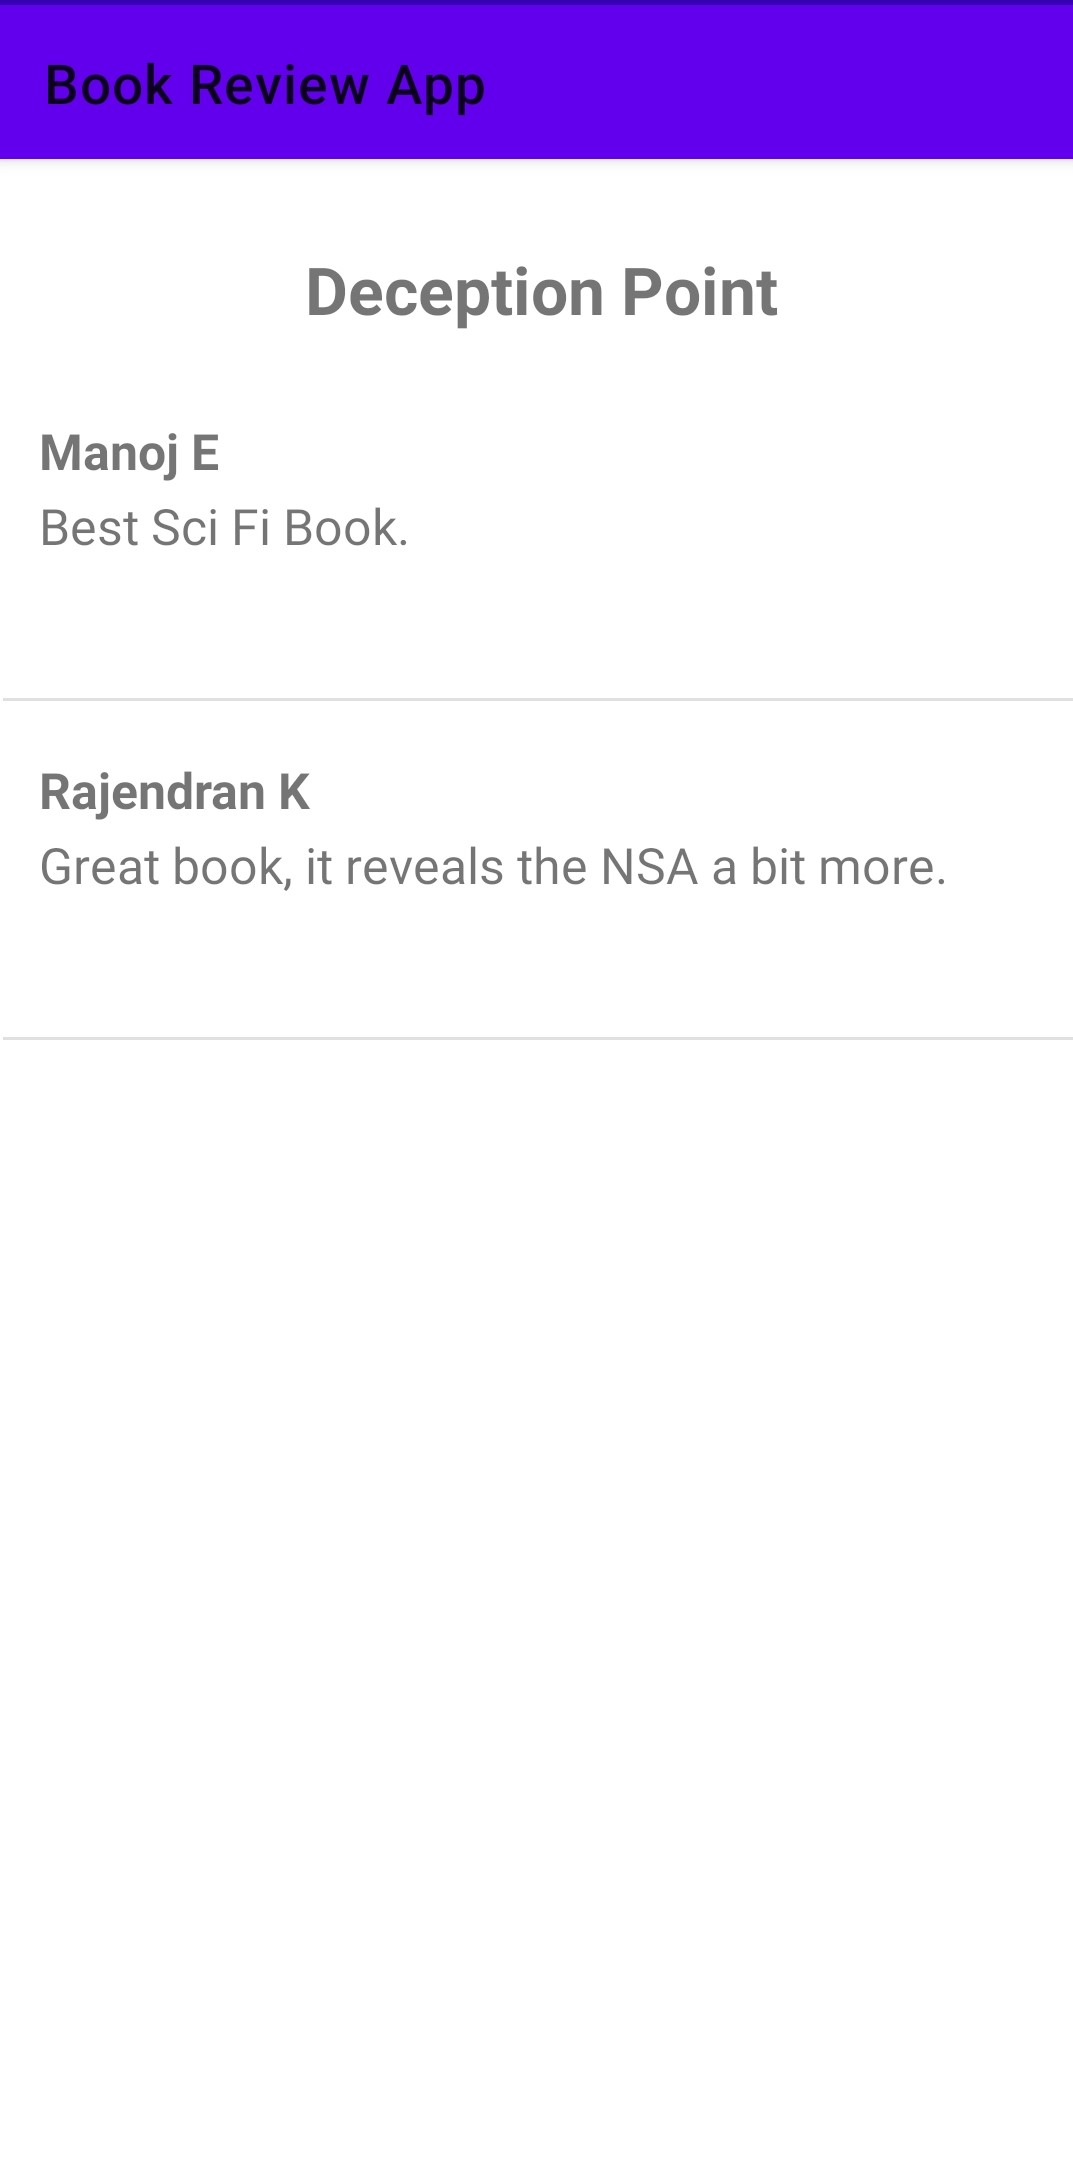 Book Review App
Deception Point
Manoj E
Best Sci Fi Book.
Rajendran K
Great book, it reveals the NSA a bit more.